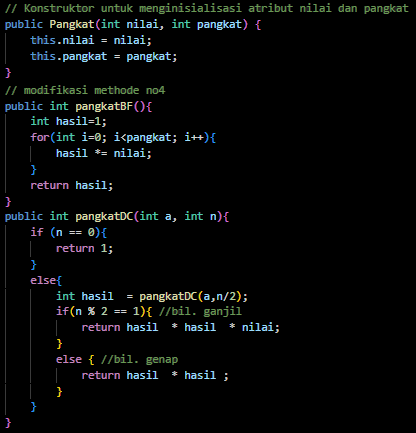 // Konstruktor untuk menginisialisasi atribut nilai dan pangkat
public Pangkat(int nilai, int pangkat) {
    this.nilai = nilai;
    this.pangkat = pangkat;
}
// modifikasi methode no4
public int pangkatBF(){
    int hasil=1;
    for(int i=0; i<pangkat; i++){
        hasil *= nilai;
    }
    return hasil;
}
public int pangkatDC(int a, int n){
    if (n == 0){
        return 1;
    }
    else{
        int hasil  = pangkatDC(a,n/2);
        if(n % 2 == 1){ //bil. ganjil
            return hasil  * hasil  * nilai;
        }
        else { //bil. genap
            return hasil  * hasil ;
        }
    }
}